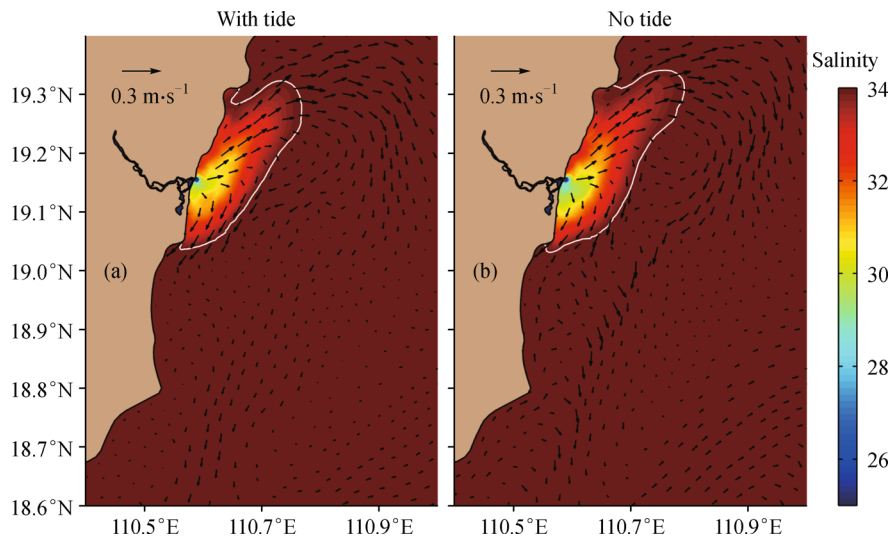 With tide
No tide
Salinity
0.3 m·s⁻¹
0.3 m·s⁻¹
19.3°N
19.2°N
19.1°N
19.0°N
18.9°N
18.8°N
18.7°N
18.6°N
(a)
(b)
34
32
30
28
26
110.5°E
110.7°E
110.9°E
110.5°E
110.7°E
110.9°E